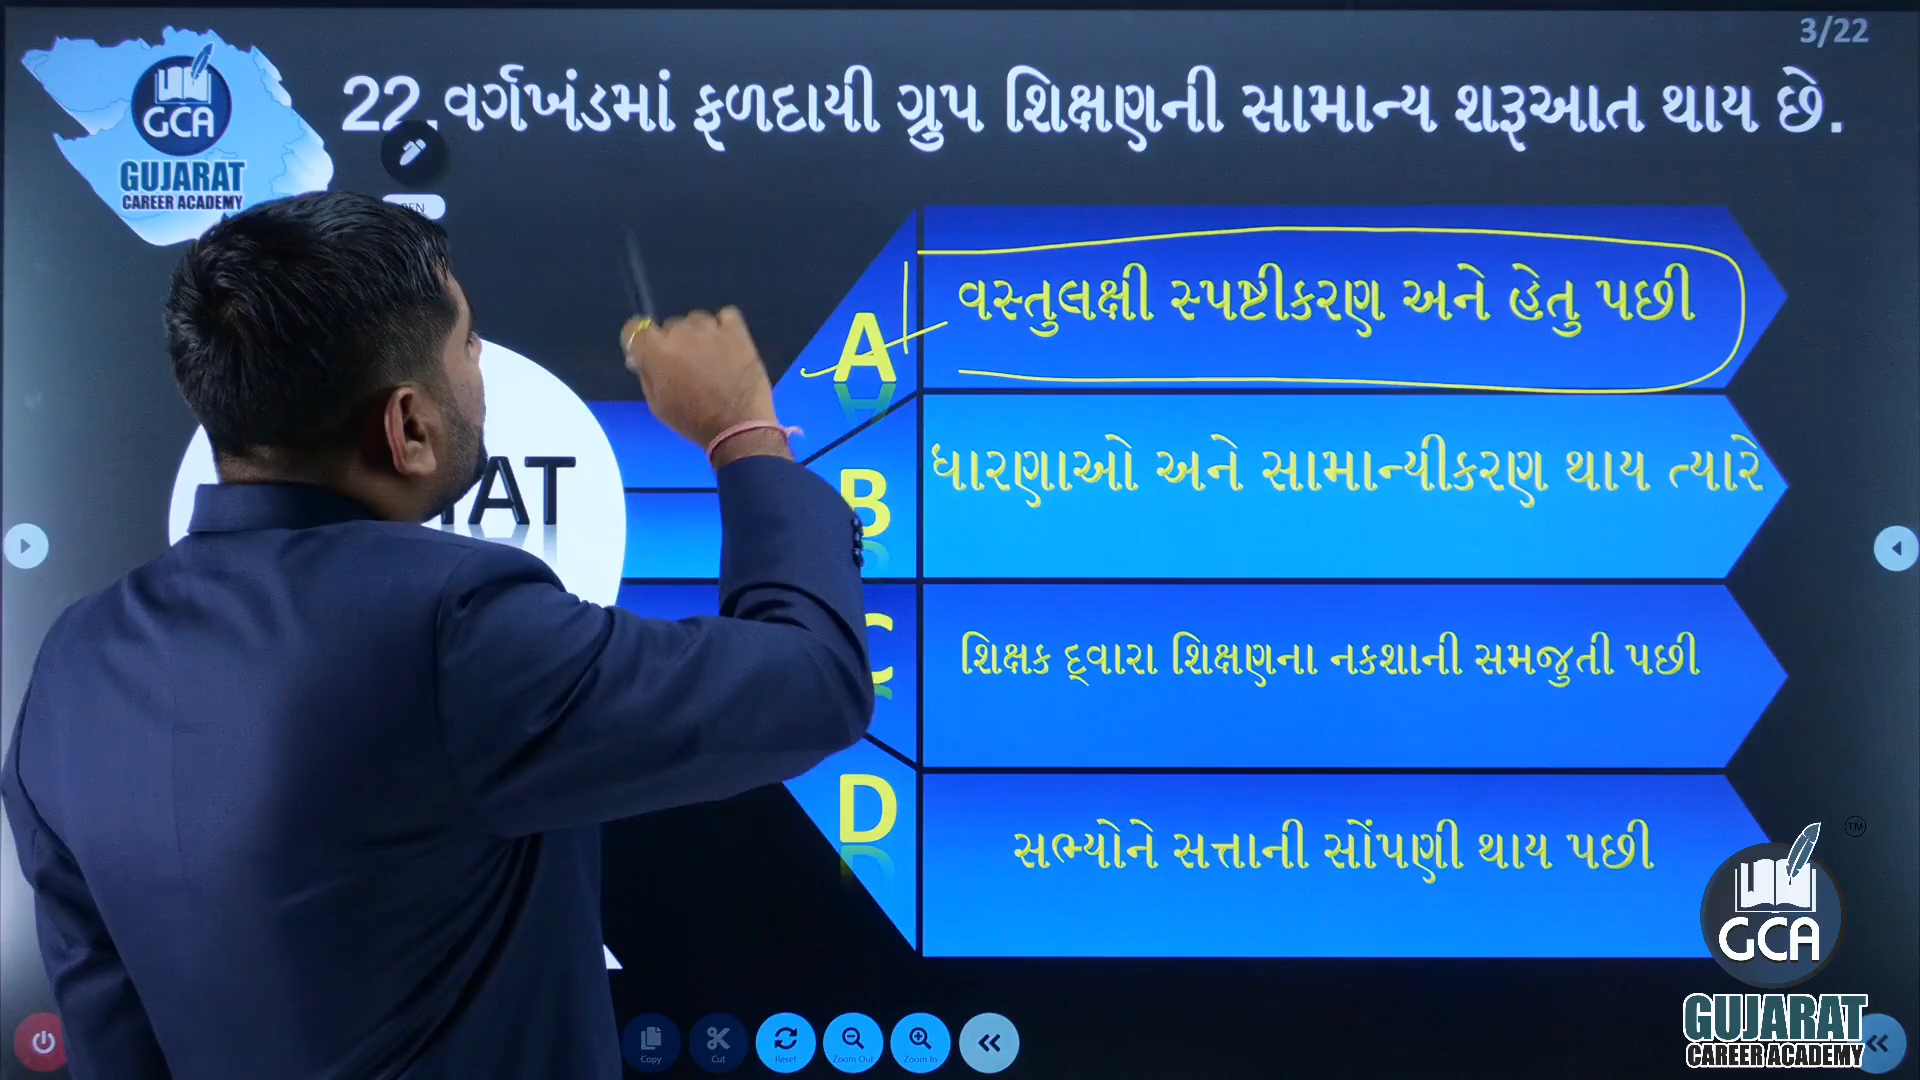 3/22
22.વર્ગખંડમાં ફળદાયી ગ્રુપ શિક્ષણની સામાન્ય શરૂઆત થાય છે.
GCA
GUJARAT
CAREER ACADEMY
A
વસ્તુલક્ષી સ્પષ્ટીકરણ અને હેતુ પછી
B
ધારણાઓ અને સામાન્યીકરણ થાય ત્યારે
C
શિક્ષક દ્વારા શિક્ષણના નકશાની સમજુતી પછી
D
સભ્યોને સત્તાની સોંપણી થાય પછી
TM
GCA
GUJARAT
CAREER ACADEMY
Copy
Cut
Reset
Zoom Out
Zoom In